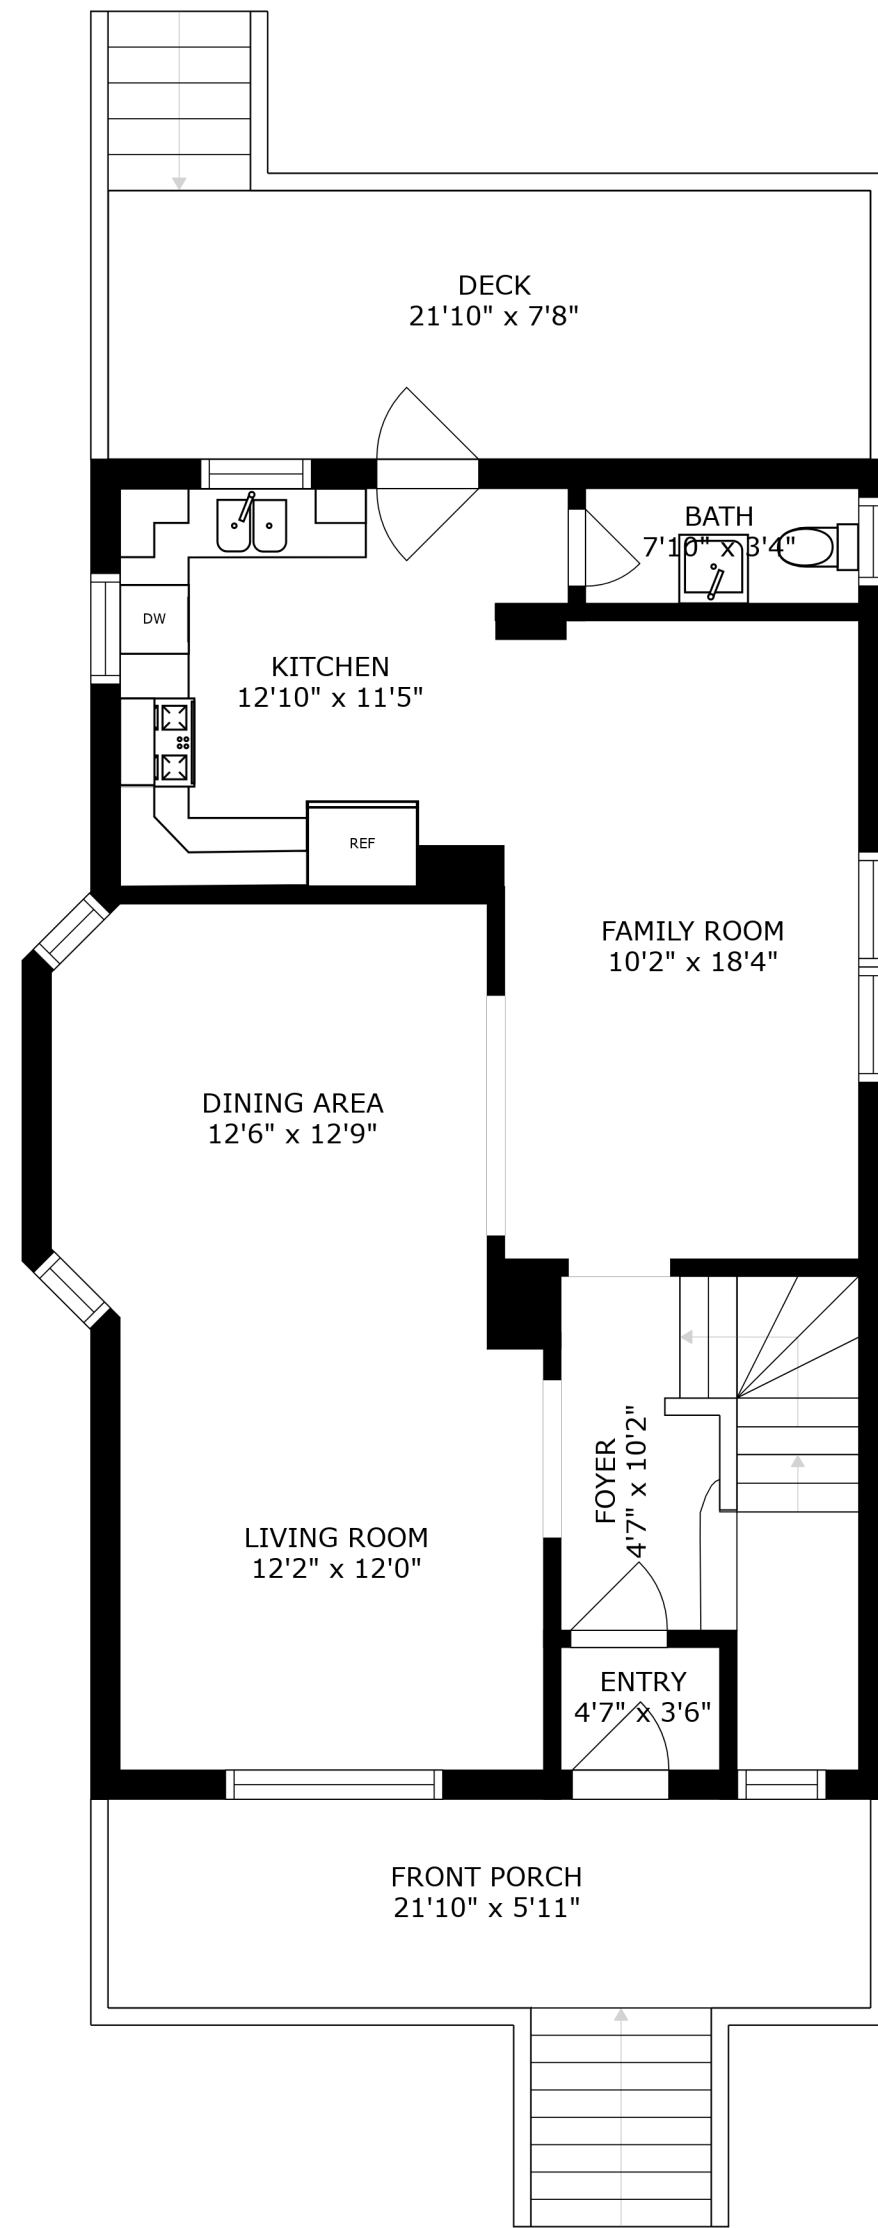 DECK
21'10" x 7'8"
BATH
7'10" x 3'4"
DW
KITCHEN
12'10" x 11'5"
REF
FAMILY ROOM
10'2" x 18'4"
DINING AREA
12'6" x 12'9"
FOYER
4'7" x 10'2"
LIVING ROOM
12'2" x 12'0"
ENTRY
4'7" x 3'6"
FRONT PORCH
21'10" x 5'11"